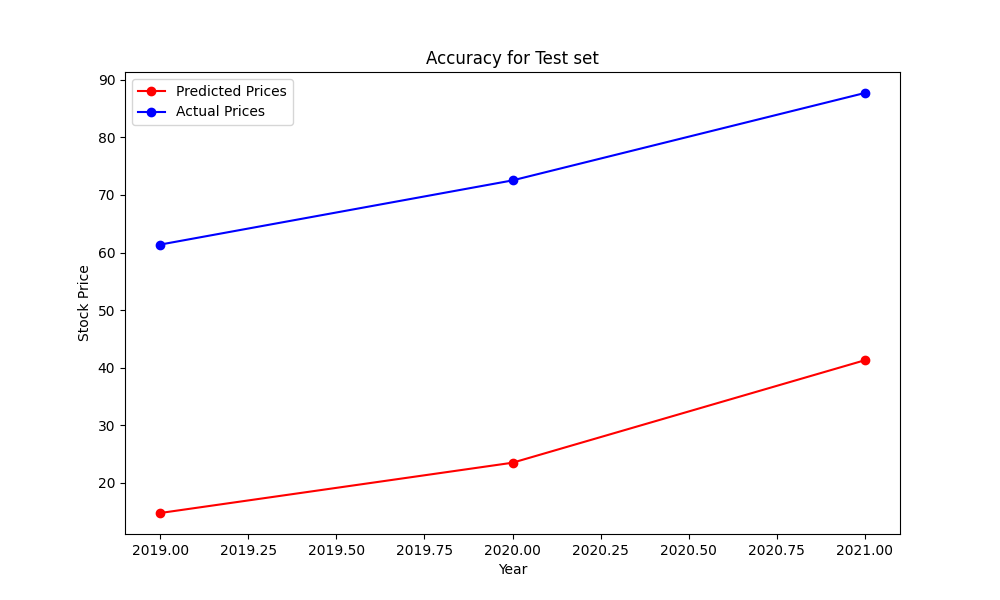 Accuracy for Test set
Predicted Prices
Actual Prices
90
80
70
60
50
40
30
20
Stock Price
2019.00 2019.25 2019.50 2019.75 2020.00 2020.25 2020.50 2020.75 2021.00
Year